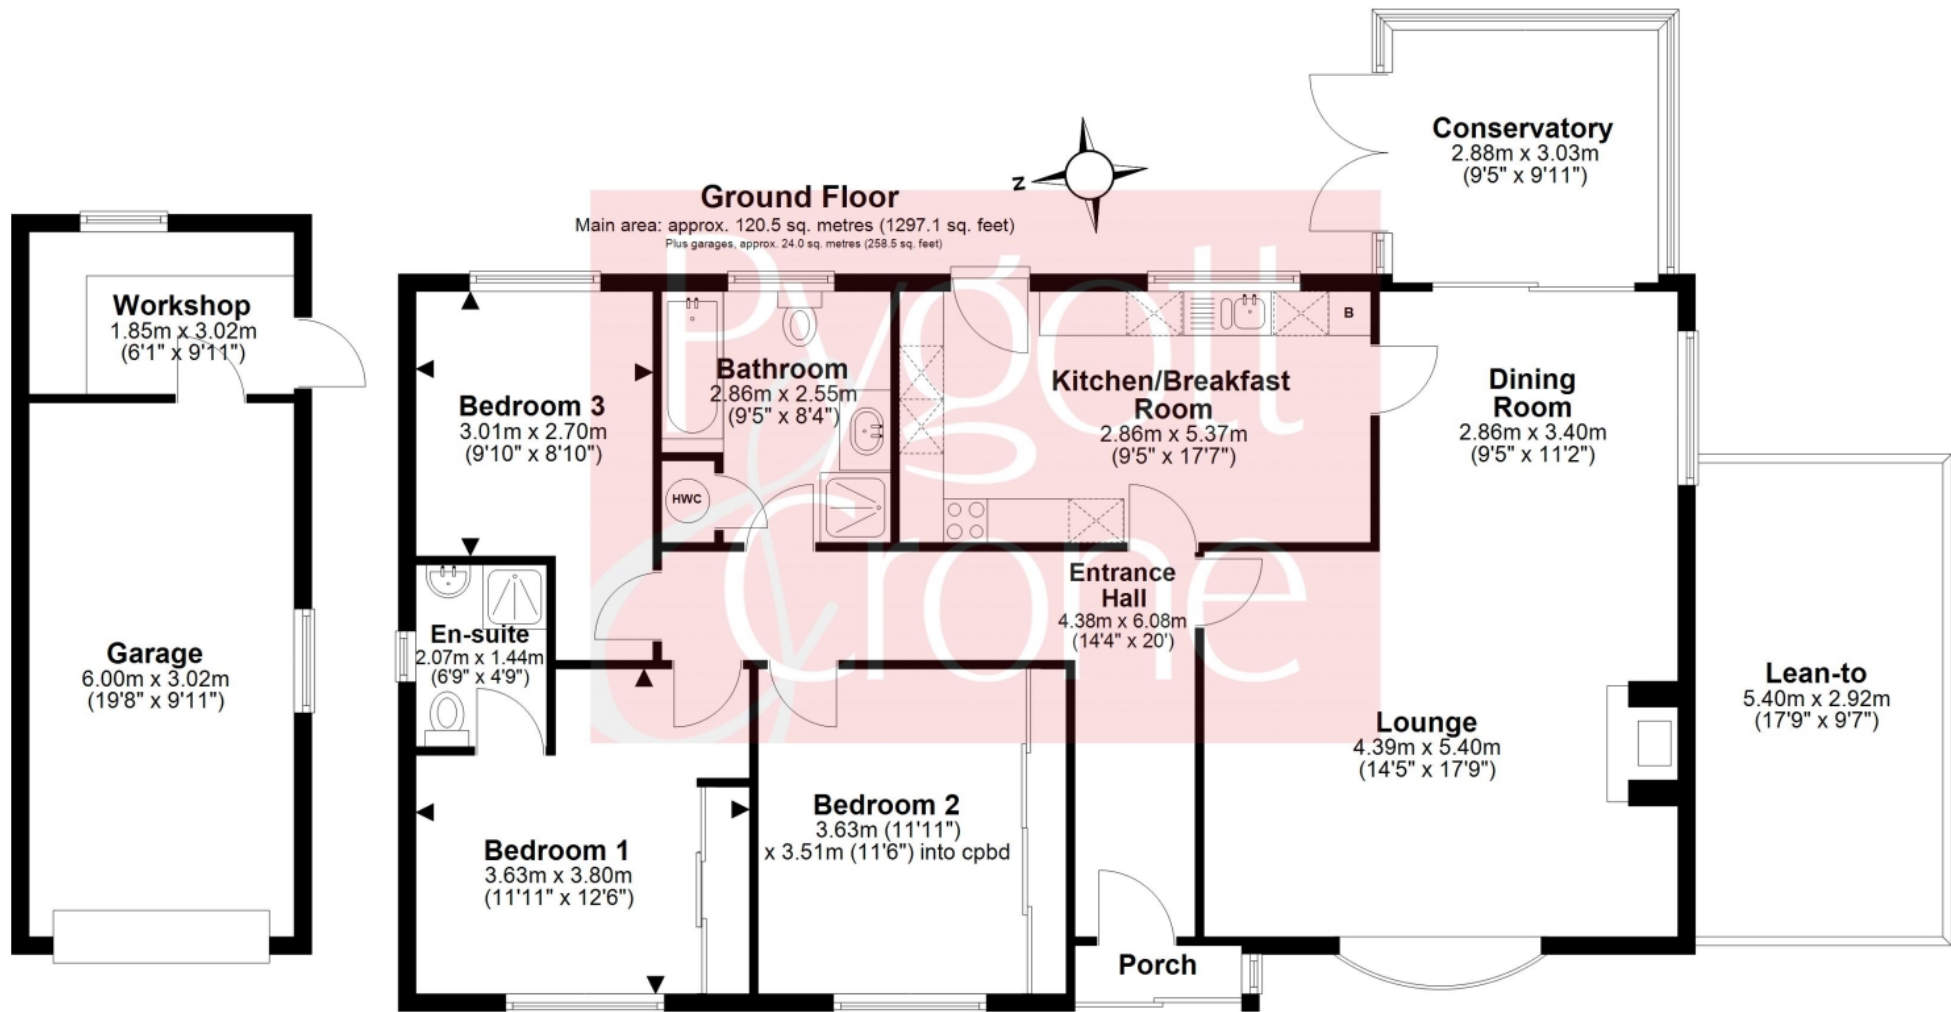 Ground Floor
Main area: approx. 120.5 sq. metres (1297.1 sq. feet)
Plus garages, approx. 24.0 sq. metres (258.5 sq. feet)
N
Conservatory
2.88m x 3.03m
(9'5" x 9'11")
Workshop
1.85m x 3.02m
(6'1" x 9'11")
Bedroom 3
3.01m x 2.70m
(9'10" x 8'10")
Bathroom
2.86m x 2.55m
(9'5" x 8'4")
HWC
Kitchen/Breakfast
Room
2.86m x 5.37m
(9'5" x 17'7")
B
Dining
Room
2.86m x 3.40m
(9'5" x 11'2")
Entrance
Hall
4.38m x 6.08m
(14'4" x 20')
En-suite
2.07m x 1.44m
(6'9" x 4'9")
Garage
6.00m x 3.02m
(19'8" x 9'11")
Lounge
4.39m x 5.40m
(14'5" x 17'9")
Lean-to
5.40m x 2.92m
(17'9" x 9'7")
Bedroom 1
3.63m x 3.80m
(11'11" x 12'6")
Bedroom 2
3.63m (11'11")
x 3.51m (11'6") into cpbd
Porch
Pygott
& Crone